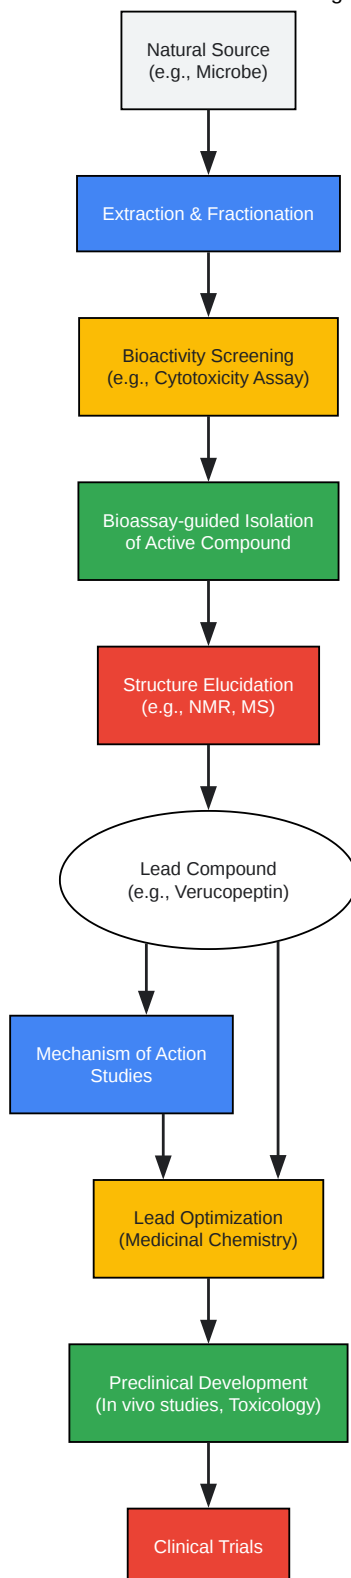 Natural Source
(e.g., Microbe)
Extraction & Fractionation
Bioactivity Screening
(e.g., Cytotoxicity Assay)
Bioassay-guided Isolation
of Active Compound
Structure Elucidation
(e.g., NMR, MS)
Lead Compound
(e.g., Verucopeptin)
Mechanism of Action
Studies
Lead Optimization
(Medicinal Chemistry)
Preclinical Development
(In vivo studies, Toxicology)
Clinical Trials